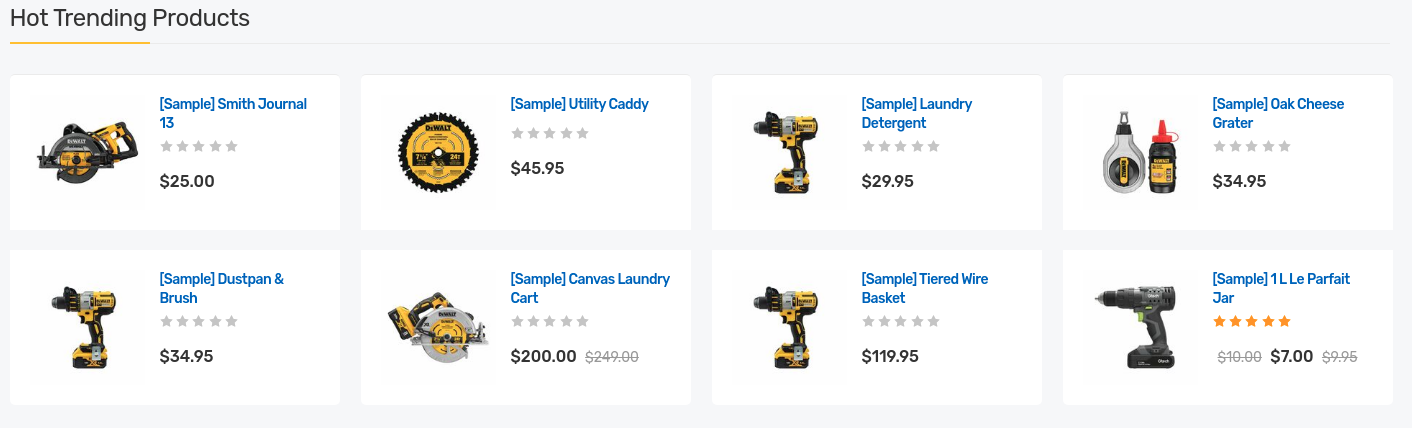 Hot Trending Products
[Sample] Smith Journal
13
$25.00
DEWALT
[Sample] Utility Caddy
$45.95
[Sample] Laundry
Detergent
$29.95
[Sample] Oak Cheese
Grater
$34.95
[Sample] Dustpan &
Brush
$34.95
[Sample] Canvas Laundry
Cart
$200.00 $249.00
[Sample] Tiered Wire
Basket
$119.95
[Sample] 1 L Le Parfait
Jar
$10.00 $7.00 $9.95